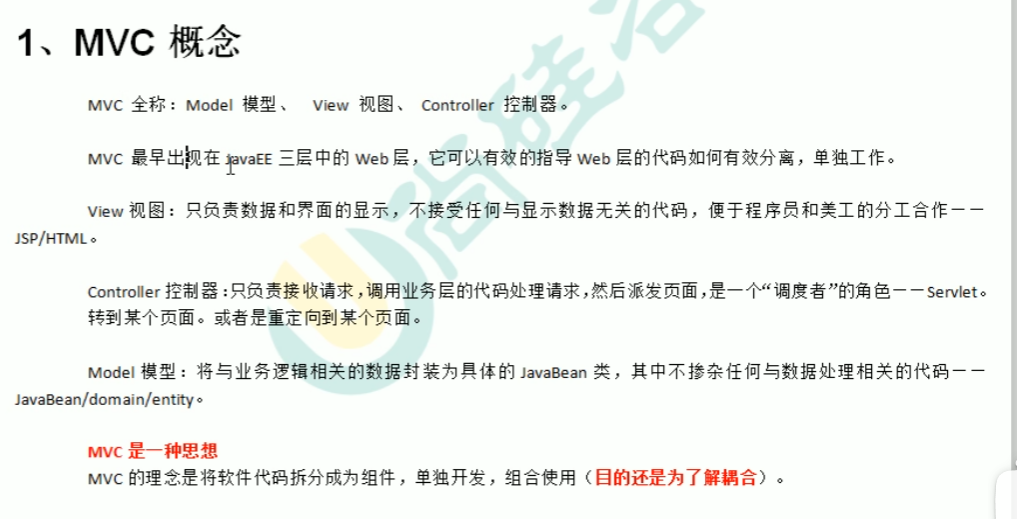 1、MVC 概念
MVC 全称：Model 模型、 View 视图、 Controller 控制器。
MVC 最早出现在 JavaEE 三层中的 Web 层，它可以有效的指导 Web 层的代码如何有效分离，单独工作。
View 视图：只负责数据和界面的显示，不接受任何与显示数据无关的代码，便于程序员和美工的分工合作——
JSP/HTML。
Controller 控制器：只负责接收请求，调用业务层的代码处理请求，然后派发页面，是一个“调度者”的角色——Servlet。
转到某个页面。或者是重定向到某个页面。
Model 模型：将与业务逻辑相关的数据封装为具体的 JavaBean 类，其中不掺杂任何与数据处理相关的代码——
JavaBean/domain/entity。
MVC 是一种思想
MVC 的理念是将软件代码拆分成为组件，单独开发，组合使用（目的还是为了解耦合）。
尚硅谷